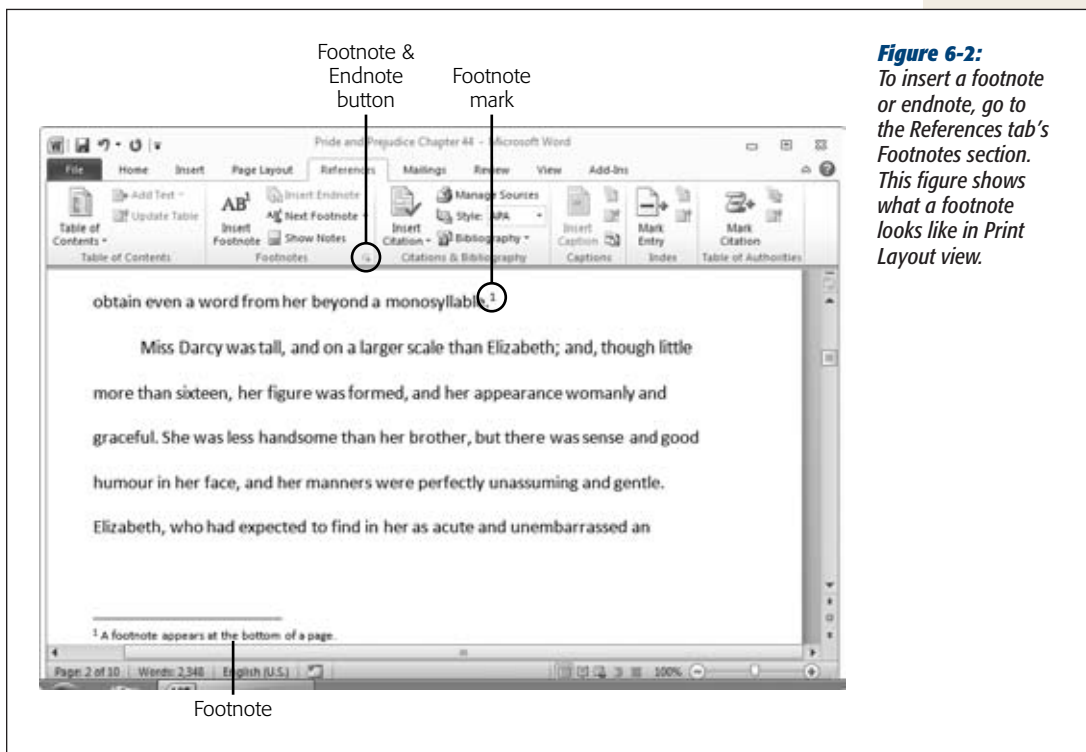 Footnote &
Endnote
button
Footnote
mark
Figure 6-2:
To insert a footnote
or endnote, go to
the References tab's
Footnotes section.
This figure shows
what a footnote
looks like in Print
Layout view.
Pride and Prejudice Chapter 44 - Microsoft Word
File Home Insert Page Layout References Mailings Review View Add-Ins
Table of
Contents
Add Text
Update Table
Table of Contents
AB1
Insert
Footnote
Insert Endnote
Next Footnote
Show Notes
Footnotes
Insert
Citation
Manage Sources
Style: APA
Bibliography
Citations & Bibliography
Insert
Caption
Captions
Mark
Entry
Index
Mark
Citation
Table of Authorities
obtain even a word from her beyond a monosyllable.1
Miss Darcy was tall, and on a larger scale than Elizabeth; and, though little
more than sixteen, her figure was formed, and her appearance womanly and
graceful. She was less handsome than her brother, but there was sense and good
humour in her face, and her manners were perfectly unassuming and gentle.
Elizabeth, who had expected to find in her as acute and unembarrassed an
1 A footnote appears at the bottom of a page.
Page: 2 of 10 Words: 2,348 English (U.S.) 100%
Footnote